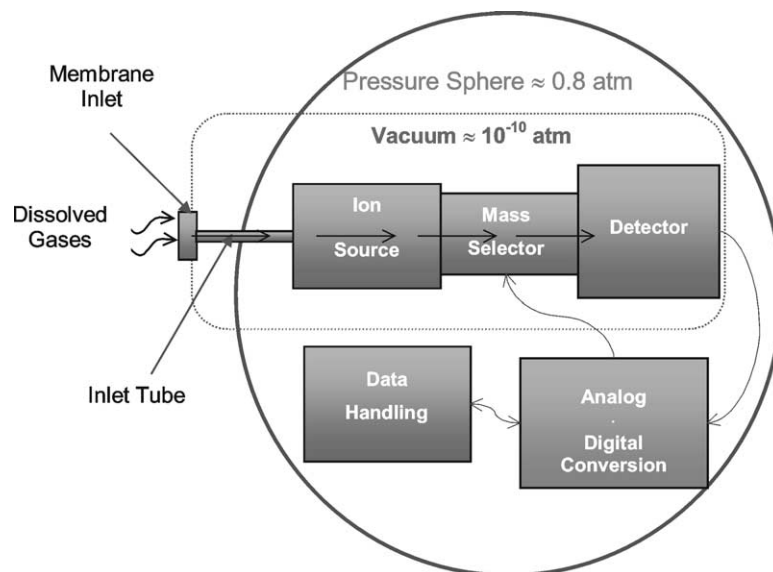 Membrane
Inlet
Pressure Sphere ≈ 0.8 atm
Vacuum ≈ 10⁻¹⁰ atm
Dissolved
Gases
Ion
Source
Mass
Selector
Detector
Inlet Tube
Data
Handling
Analog
.
Digital
Conversion